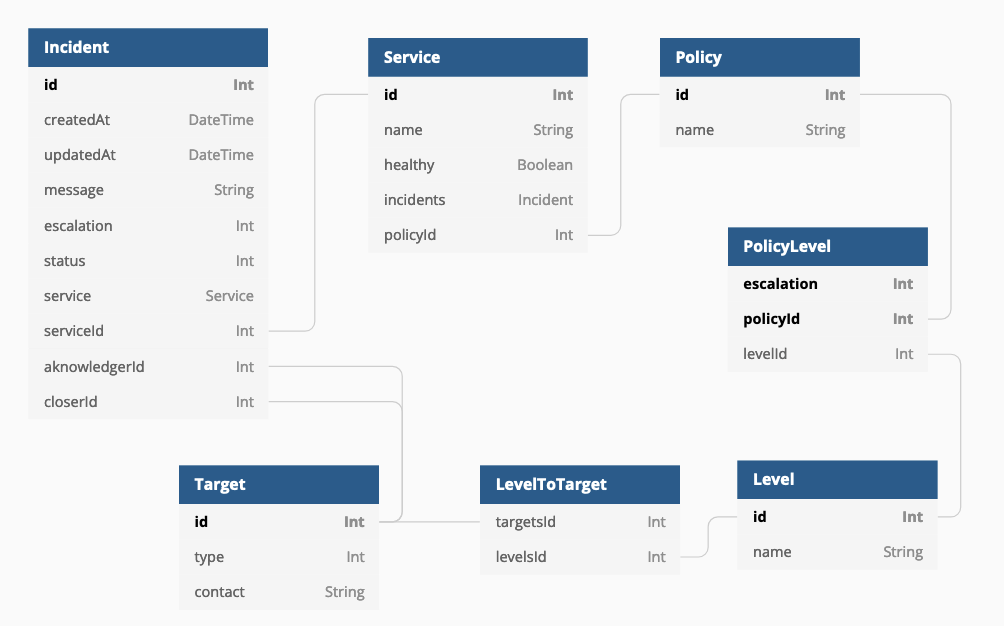 Incident
id Int
createdAt DateTime
updatedAt DateTime
message String
escalation Int
status Int
service Service
serviceId Int
aknowledgerId Int
closerId Int
Service
id Int
name String
healthy Boolean
incidents Incident
policyId Int
Policy
id Int
name String
PolicyLevel
escalation Int
policyId Int
levelId Int
Target
id Int
type Int
contact String
LevelToTarget
targetsId Int
levelsId Int
Level
id Int
name String